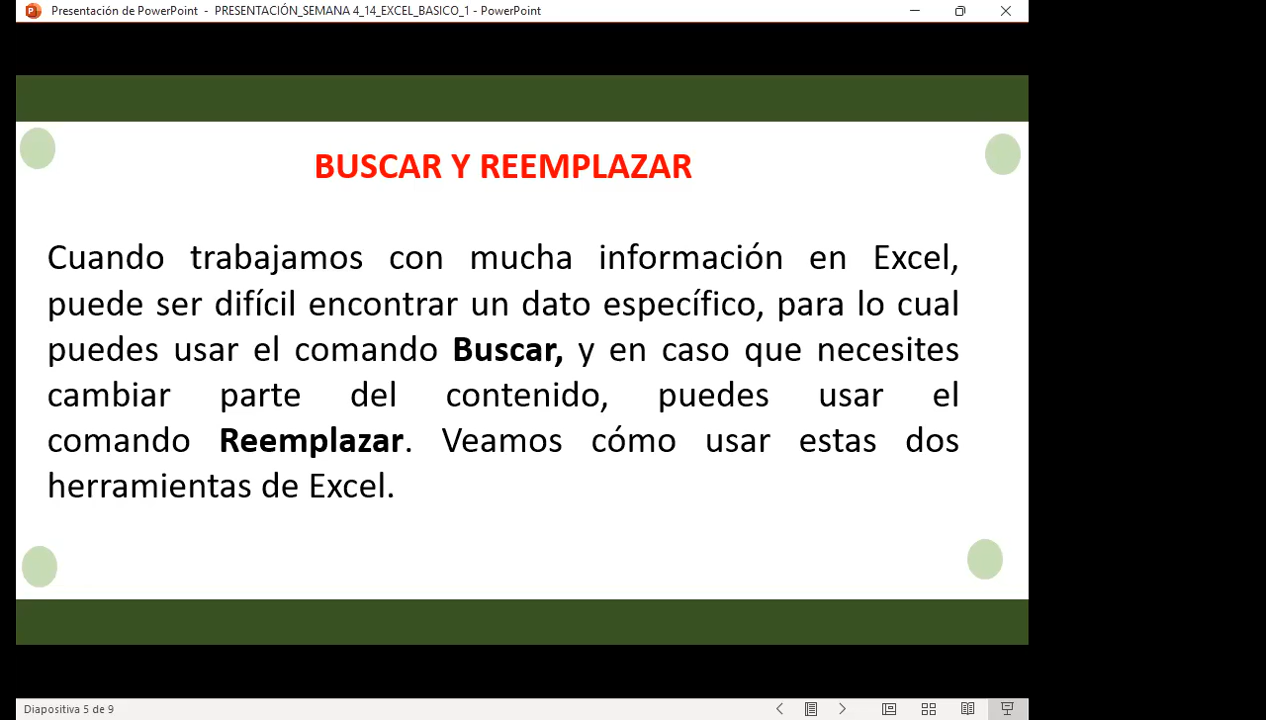 Presentación de PowerPoint - PRESENTACIÓN_SEMANA 4_14_EXCEL_BASICO_1 - PowerPoint
BUSCAR Y REEMPLAZAR
Cuando trabajamos con mucha información en Excel,
puede ser difícil encontrar un dato específico, para lo cual
puedes usar el comando Buscar, y en caso que necesites
cambiar parte del contenido, puedes usar el
comando Reemplazar. Veamos cómo usar estas dos
herramientas de Excel.
Diapositiva 5 de 9